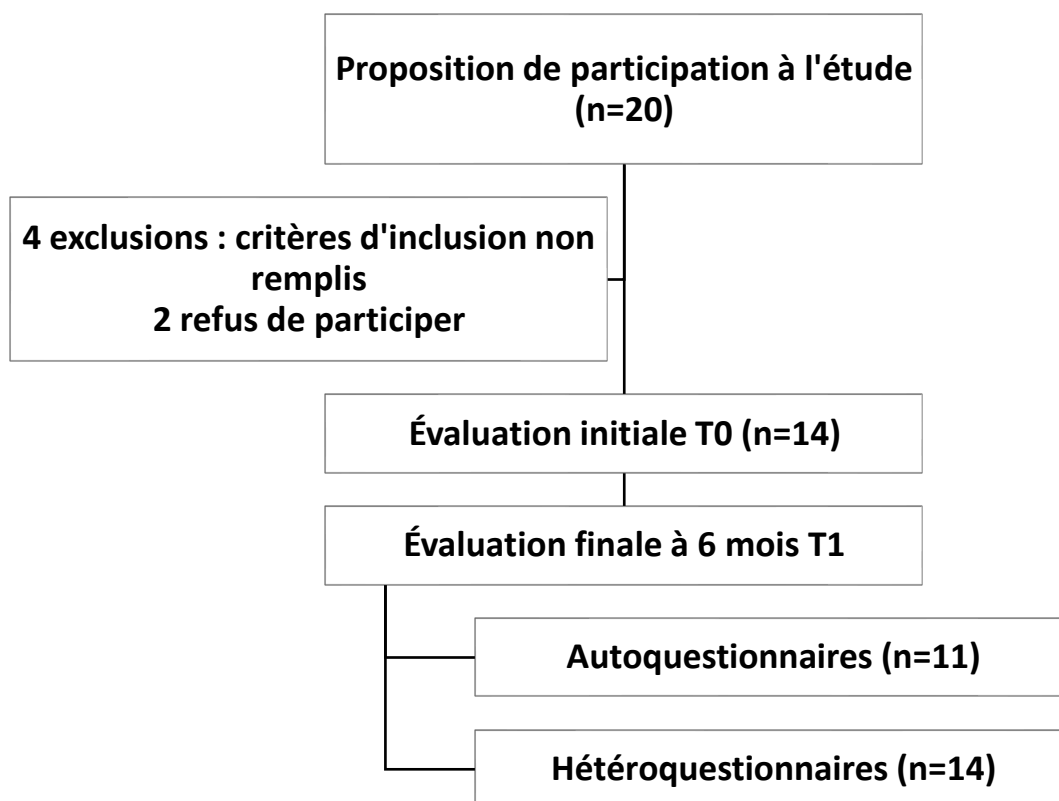 Proposition de participation à l'étude
(n=20)
4 exclusions : critères d'inclusion non
remplis
2 refus de participer
Évaluation initiale T0 (n=14)
Évaluation finale à 6 mois T1
Autoquestionnaires (n=11)
Hétéroquestionnaires (n=14)